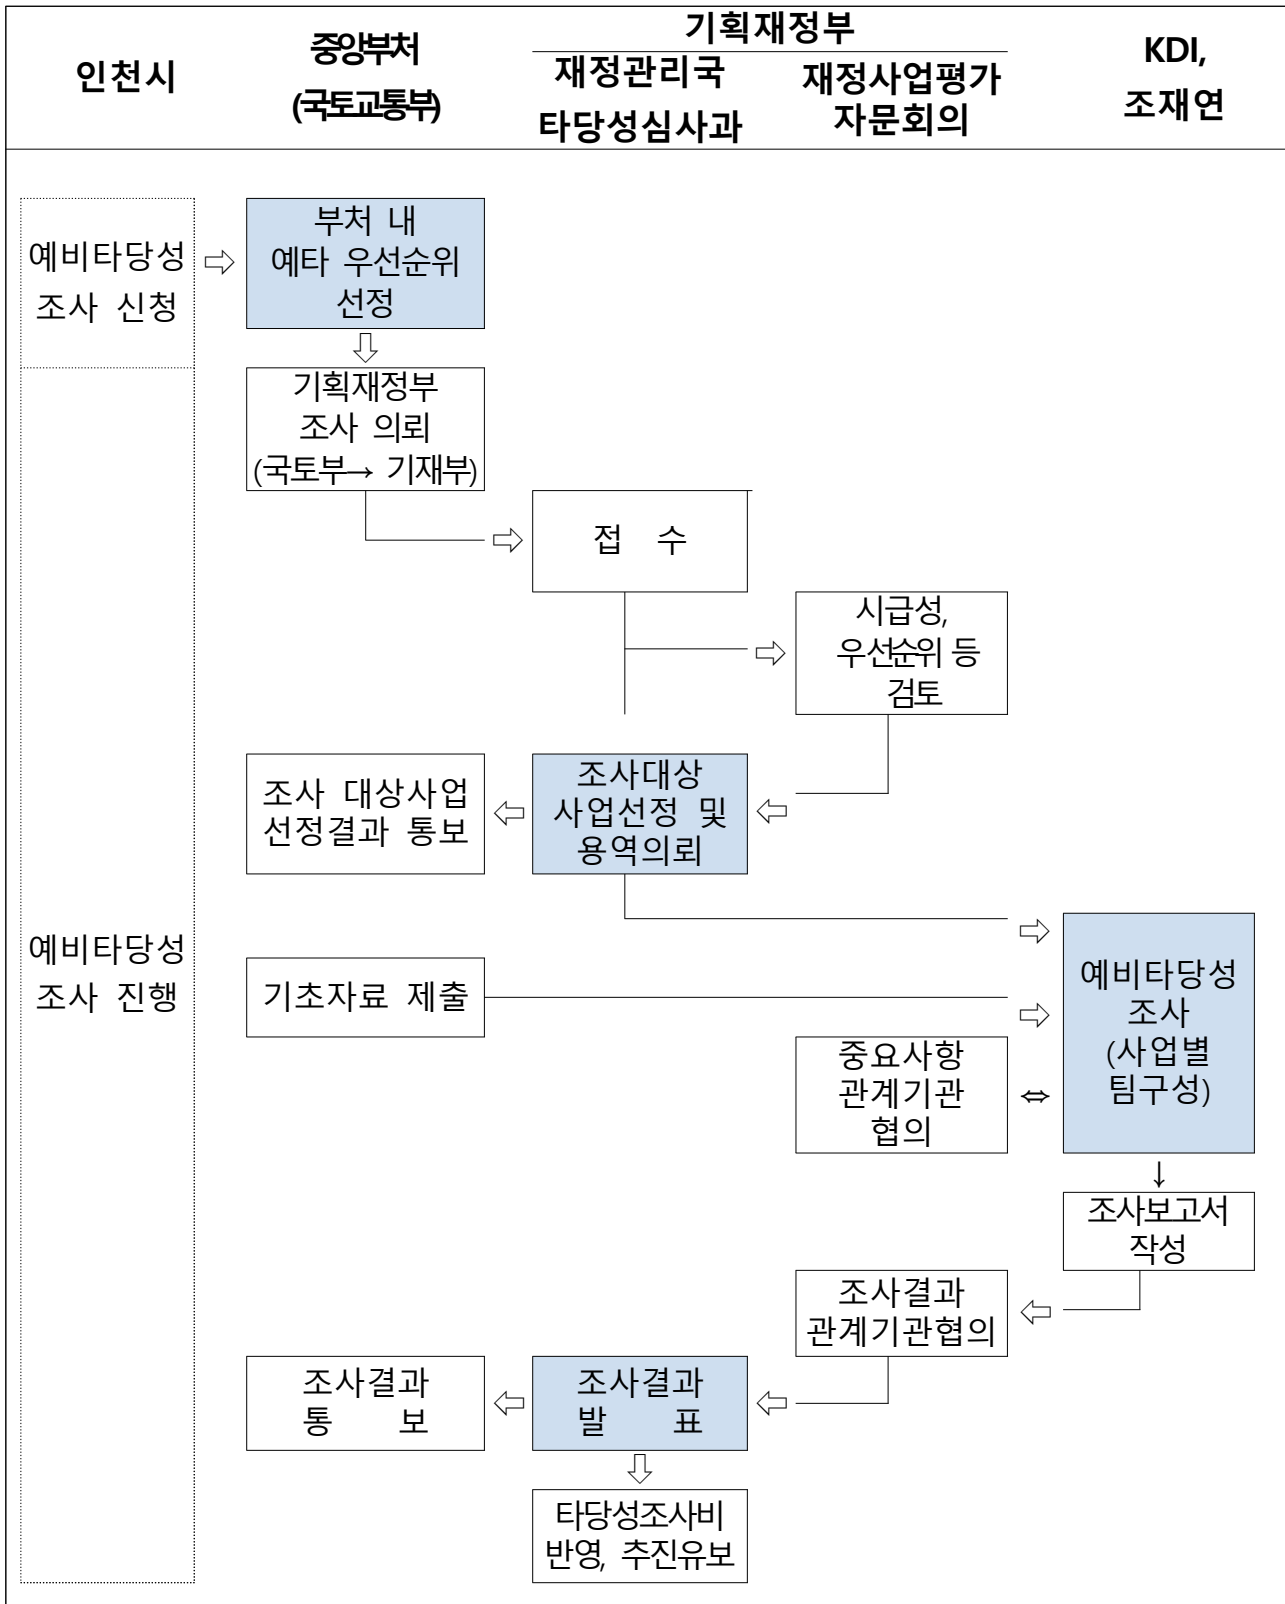 인천시
중앙부처
(국토교통부)
기획재정부
재정관리국
타당성심사과
재정사업평가
자문회의
KDI,
조재연
예비타당성
조사 신청
⇨
부처 내
예타 우선순위
선정
⇩
기획재정부
조사 의뢰
(국토부→ 기재부)
⇨
접 수
⇨
시급성,
우선순위 등
검토
조사 대상사업
선정결과 통보
⇦
조사대상
사업선정 및
용역의뢰
⇦
예비타당성
조사 진행
⇨
기초자료 제출
⇨
예비타당성
조사
(사업별
팀구성)
중요사항
관계기관
협의
⇔
↓
조사보고서
작성
조사결과
관계기관협의
⇦
조사결과
통 보
⇦
조사결과
발 표
⇦
⇩
타당성조사비
반영, 추진유보